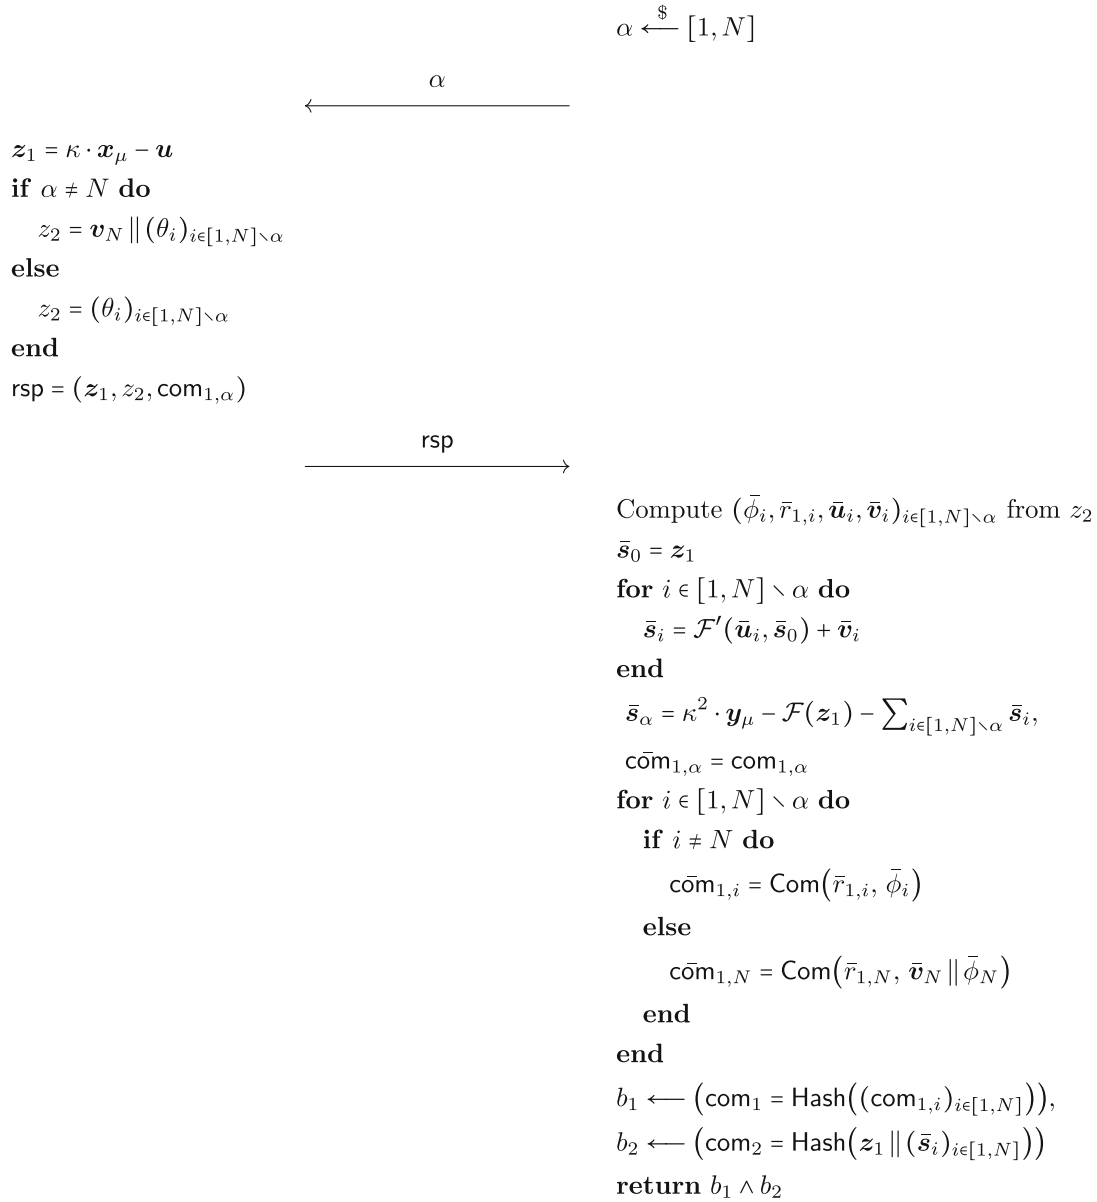 α ←$ [1, N]
α
z₁ = κ · x_μ − u
if α ≠ N do
z₂ = v_N ‖ (θ_i)_{i∈[1,N]∖α}
else
z₂ = (θ_i)_{i∈[1,N]∖α}
end
rsp = (z₁, z₂, com_{1,α})
rsp
Compute (ϕ̄_i, r̄_{1,i}, ū_i, v̄_i)_{i∈[1,N]∖α} from z₂
s̄₀ = z₁
for i ∈ [1, N] ∖ α do
s̄_i = F′(ū_i, s̄₀) + v̄_i
end
s̄_α = κ² · y_μ − F(z₁) − ∑_{i∈[1,N]∖α} s̄_i,
com̄_{1,α} = com_{1,α}
for i ∈ [1, N] ∖ α do
if i ≠ N do
com̄_{1,i} = Com(r̄_{1,i}, ϕ̄_i)
else
com̄_{1,N} = Com(r̄_{1,N}, v̄_N ‖ ϕ̄_N)
end
end
b₁ ⟵ (com₁ = Hash((com_{1,i})_{i∈[1,N]})),
b₂ ⟵ (com₂ = Hash(z₁ ‖ (s̄_i)_{i∈[1,N]}))
return b₁ ∧ b₂